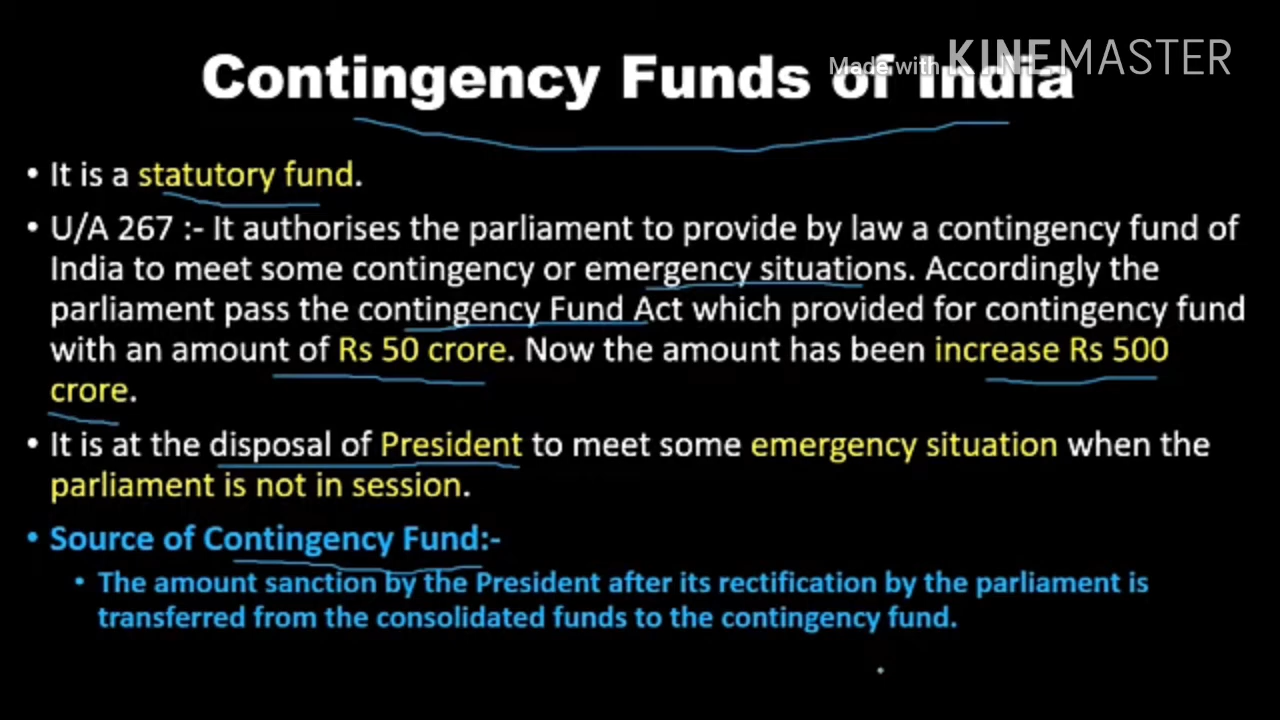 Made with KINEMASTER
Contingency Funds of India
• It is a statutory fund.
• U/A 267 :- It authorises the parliament to provide by law a contingency fund of
India to meet some contingency or emergency situations. Accordingly the
parliament pass the contingency Fund Act which provided for contingency fund
with an amount of Rs 50 crore. Now the amount has been increase Rs 500
crore.
• It is at the disposal of President to meet some emergency situation when the
parliament is not in session.
• Source of Contingency Fund:-
• The amount sanction by the President after its rectification by the parliament is
transferred from the consolidated funds to the contingency fund.